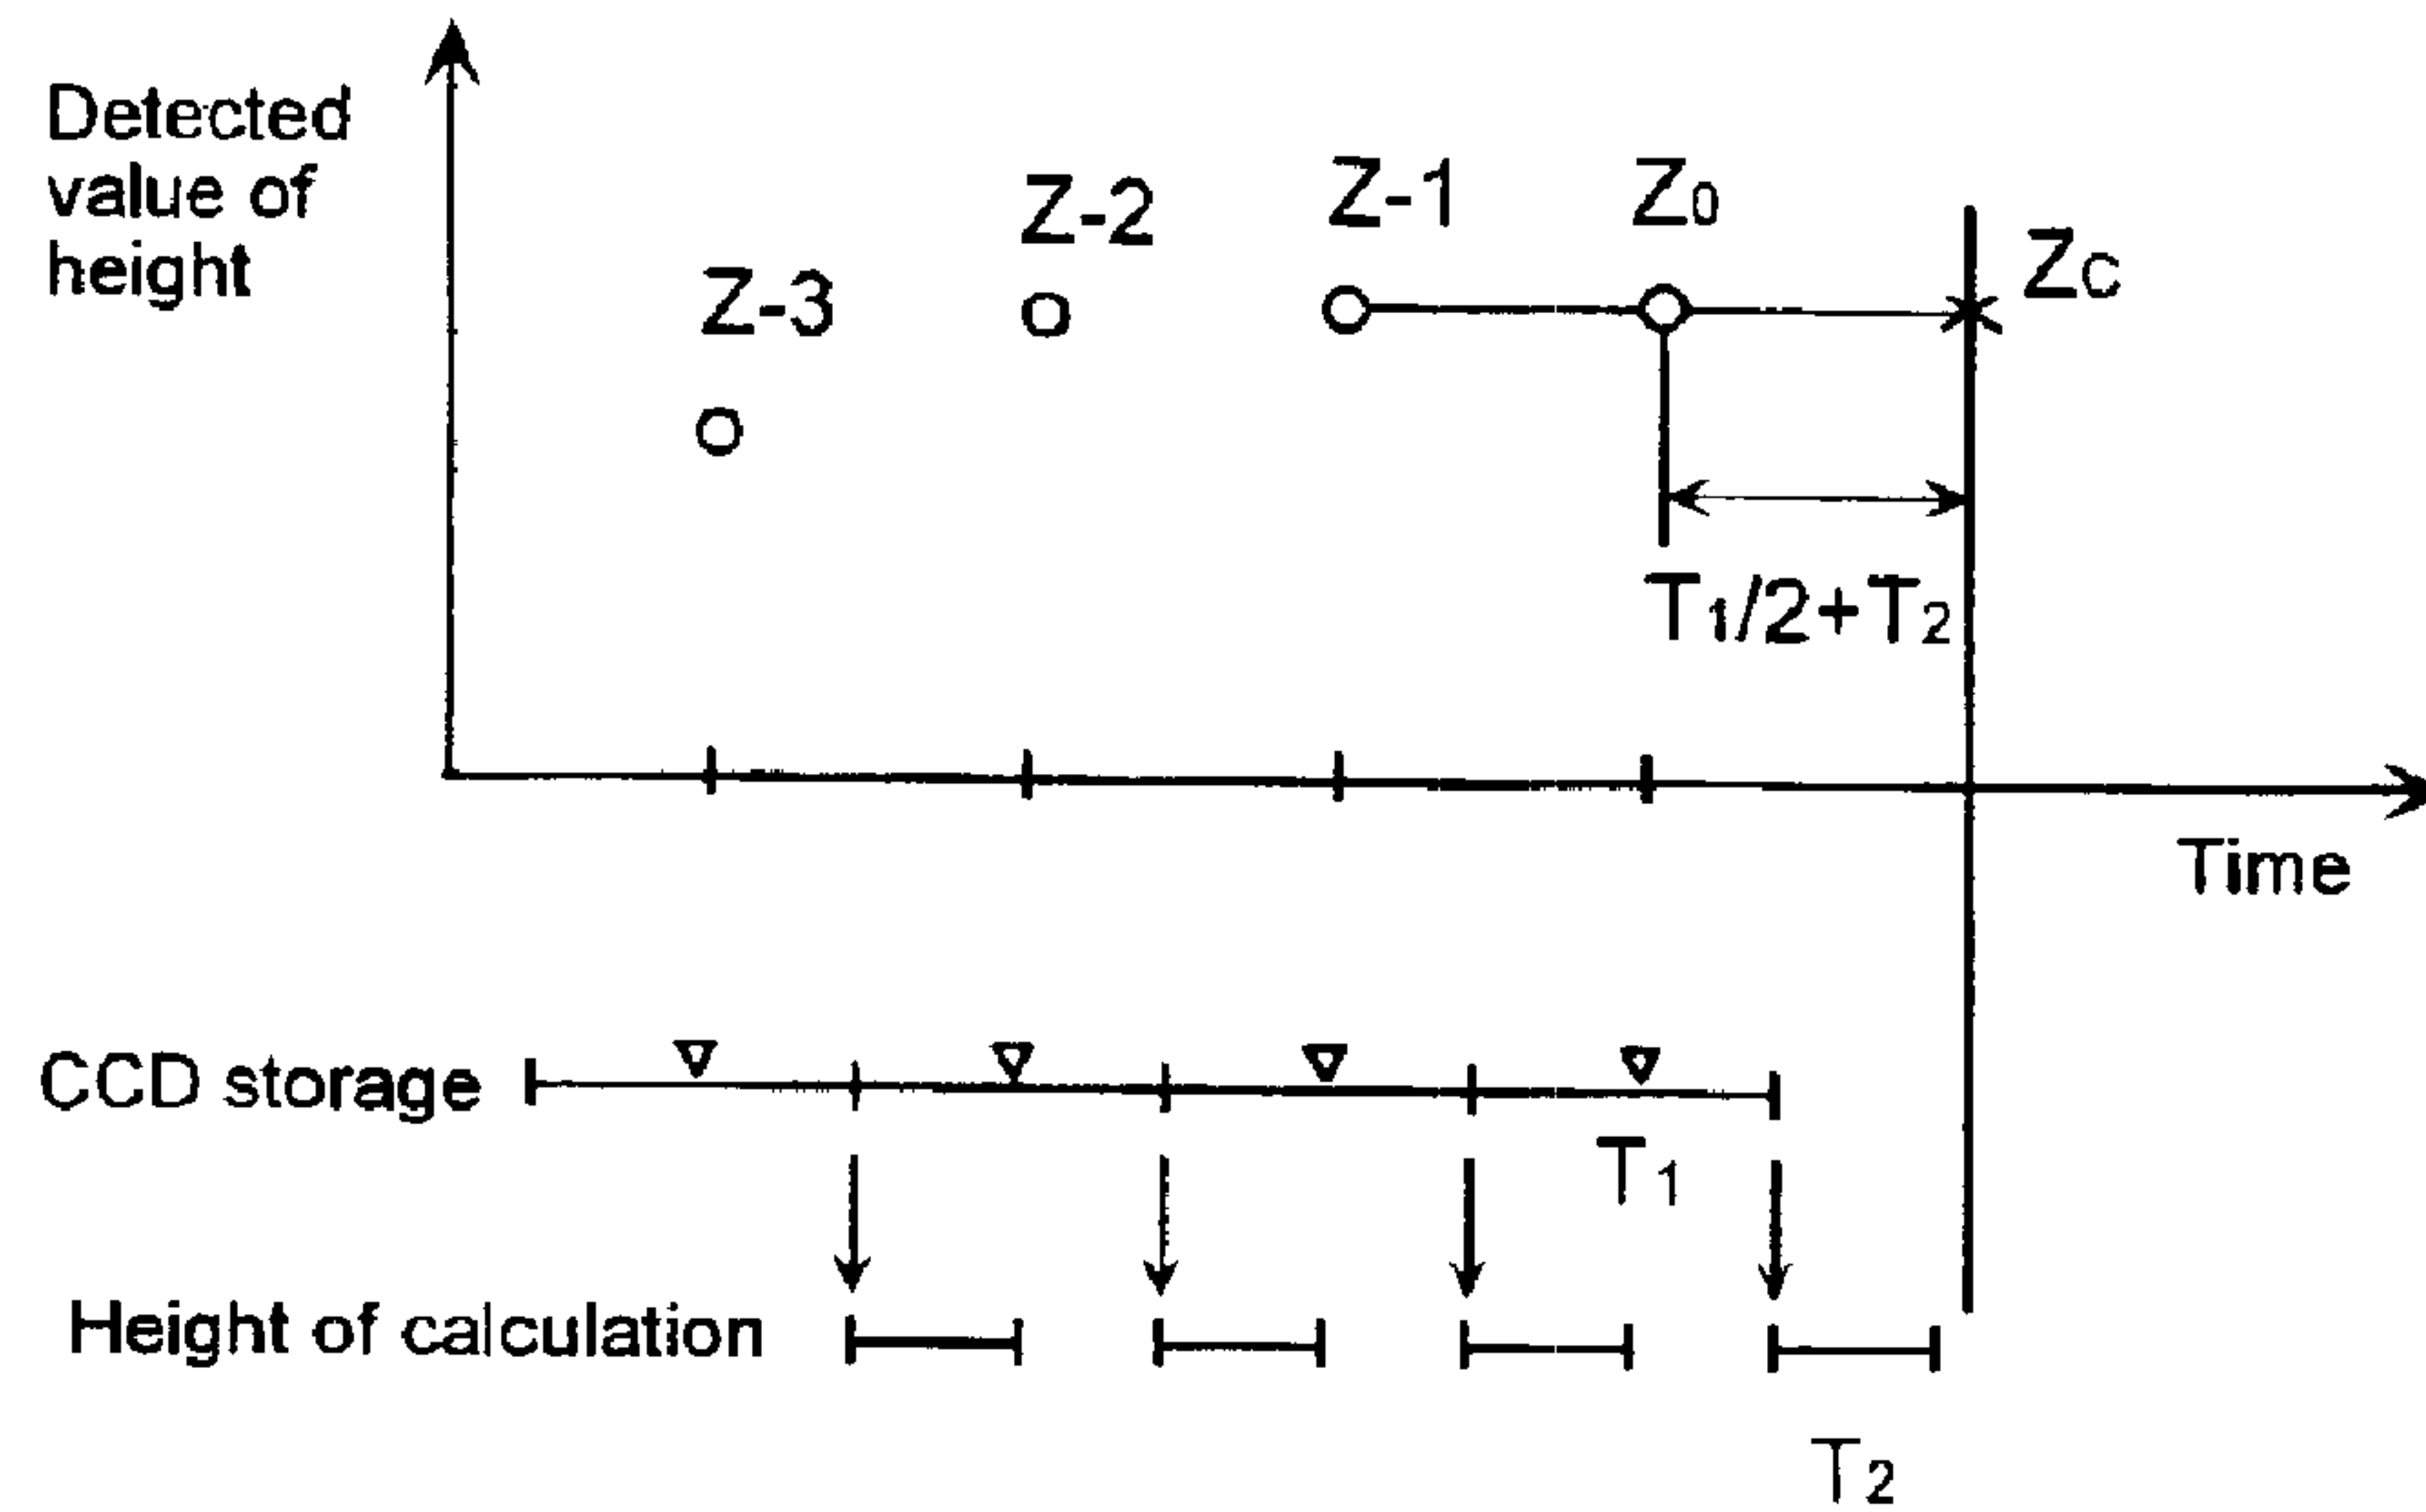 Detected
value of
height
Z-3
Z-2
Z-1
Z0
ZC
T1/2+T2
Time
CCD storage
T1
Height of calculation
T2